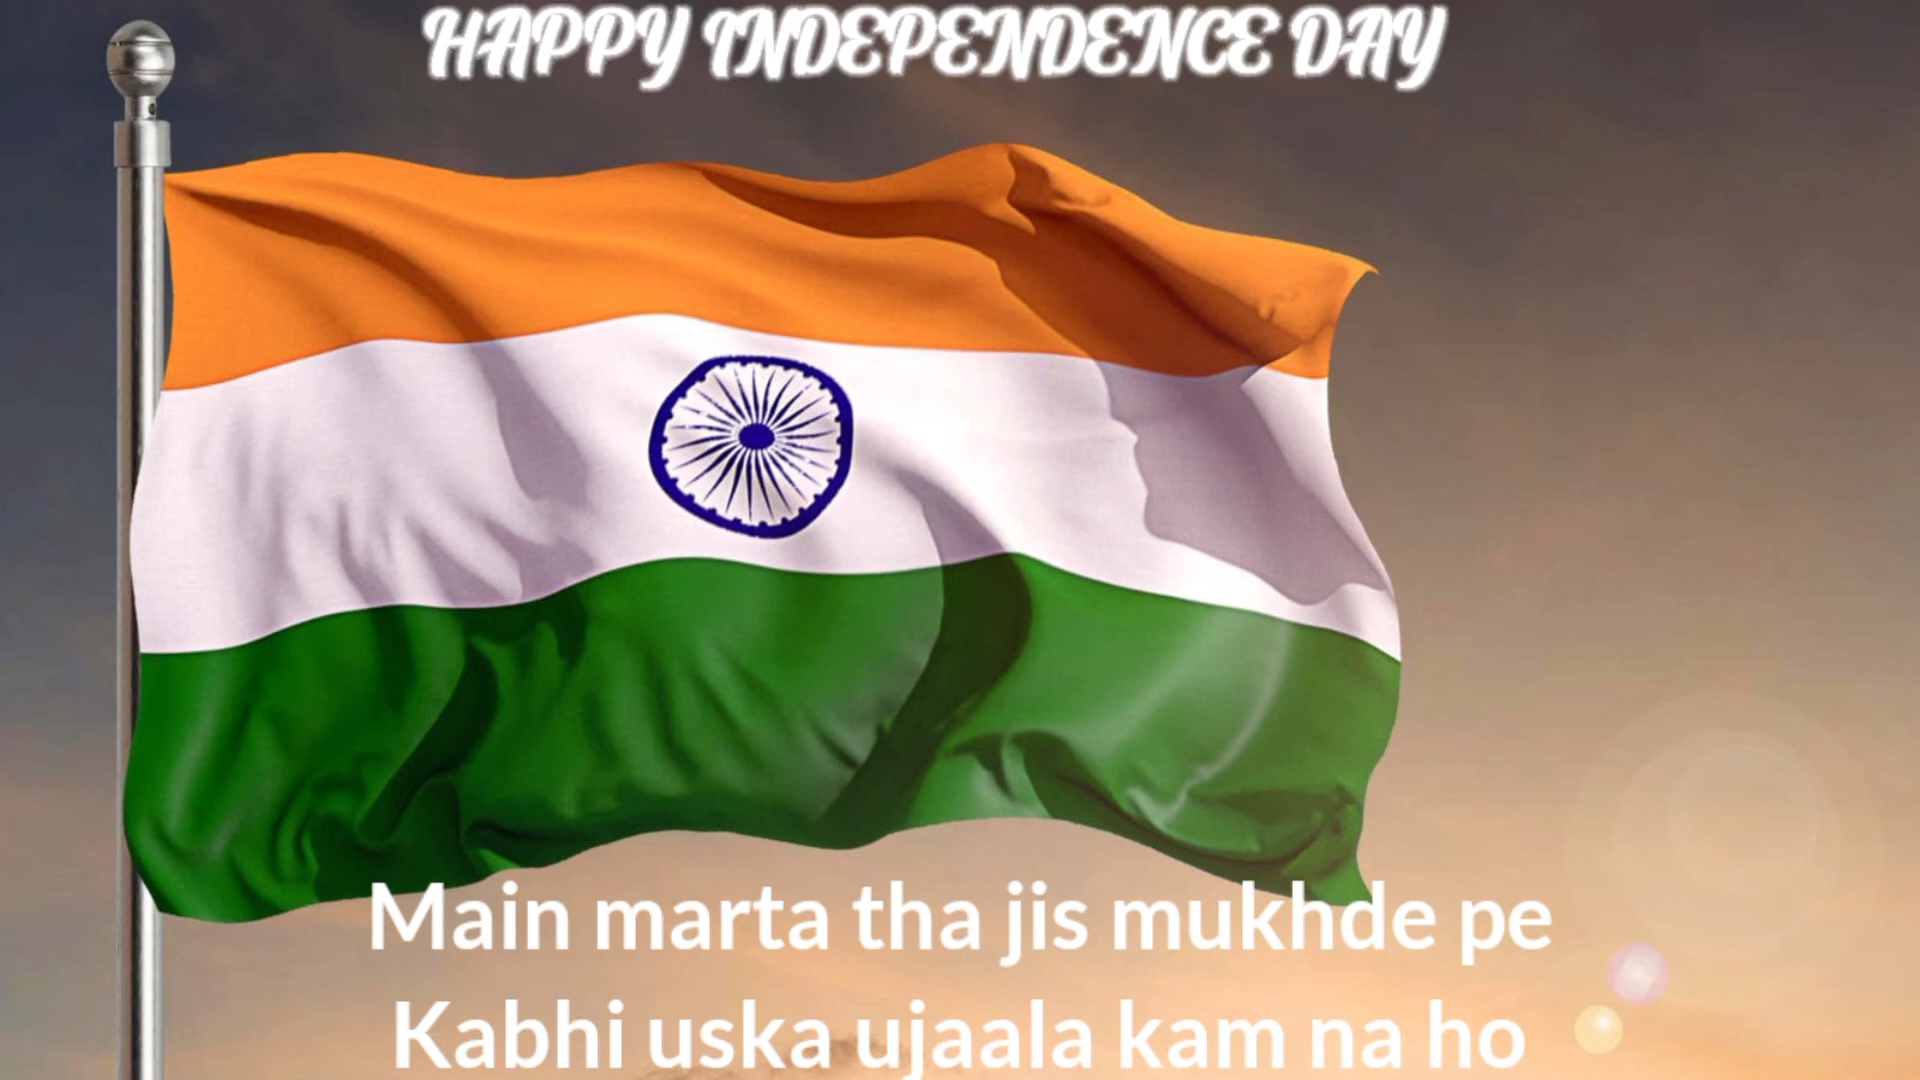 HAPPY INDEPENDENCE DAY
Main marta tha jis mukhde pe
Kabhi uska ujaala kam na ho